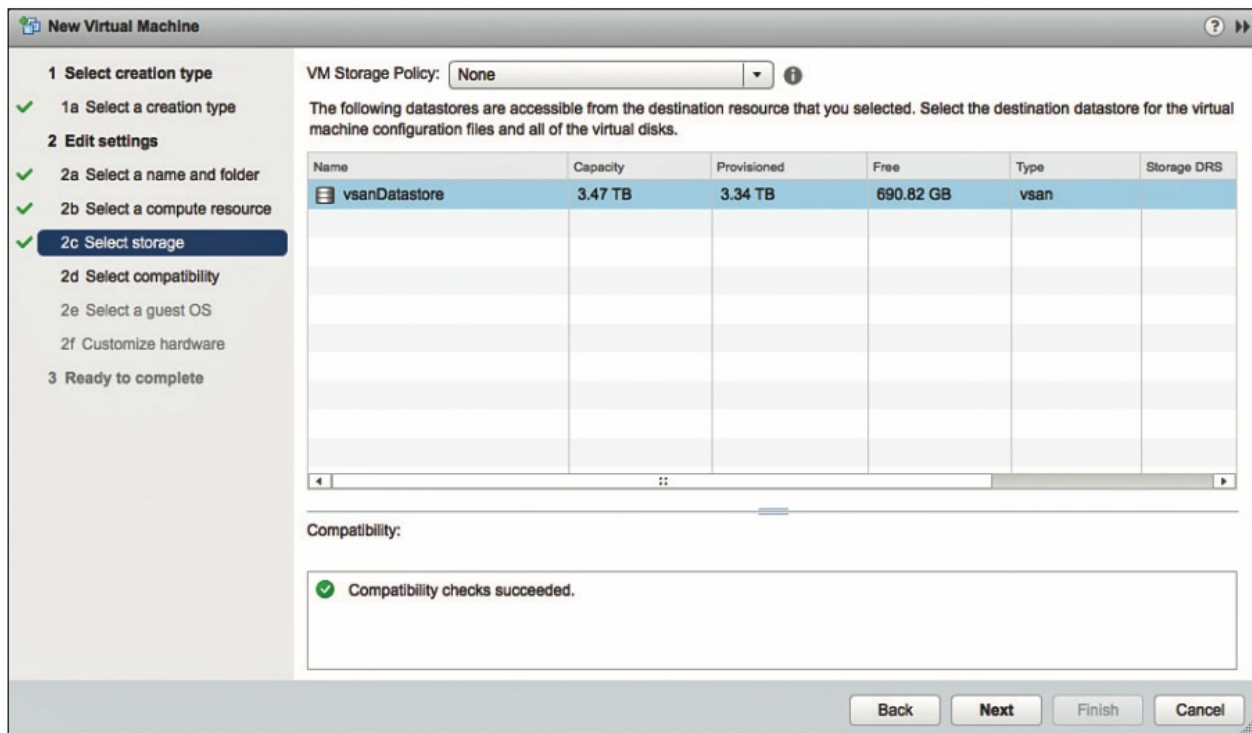 New Virtual Machine
1 Select creation type
1a Select a creation type
2 Edit settings
2a Select a name and folder
2b Select a compute resource
2c Select storage
2d Select compatibility
2e Select a guest OS
2f Customize hardware
3 Ready to complete
VM Storage Policy: None
The following datastores are accessible from the destination resource that you selected. Select the destination datastore for the virtual
machine configuration files and all of the virtual disks.
Name Capacity Provisioned Free Type Storage DRS
vsanDatastore 3.47 TB 3.34 TB 690.82 GB vsan
Compatibility:
Compatibility checks succeeded.
Back Next Finish Cancel